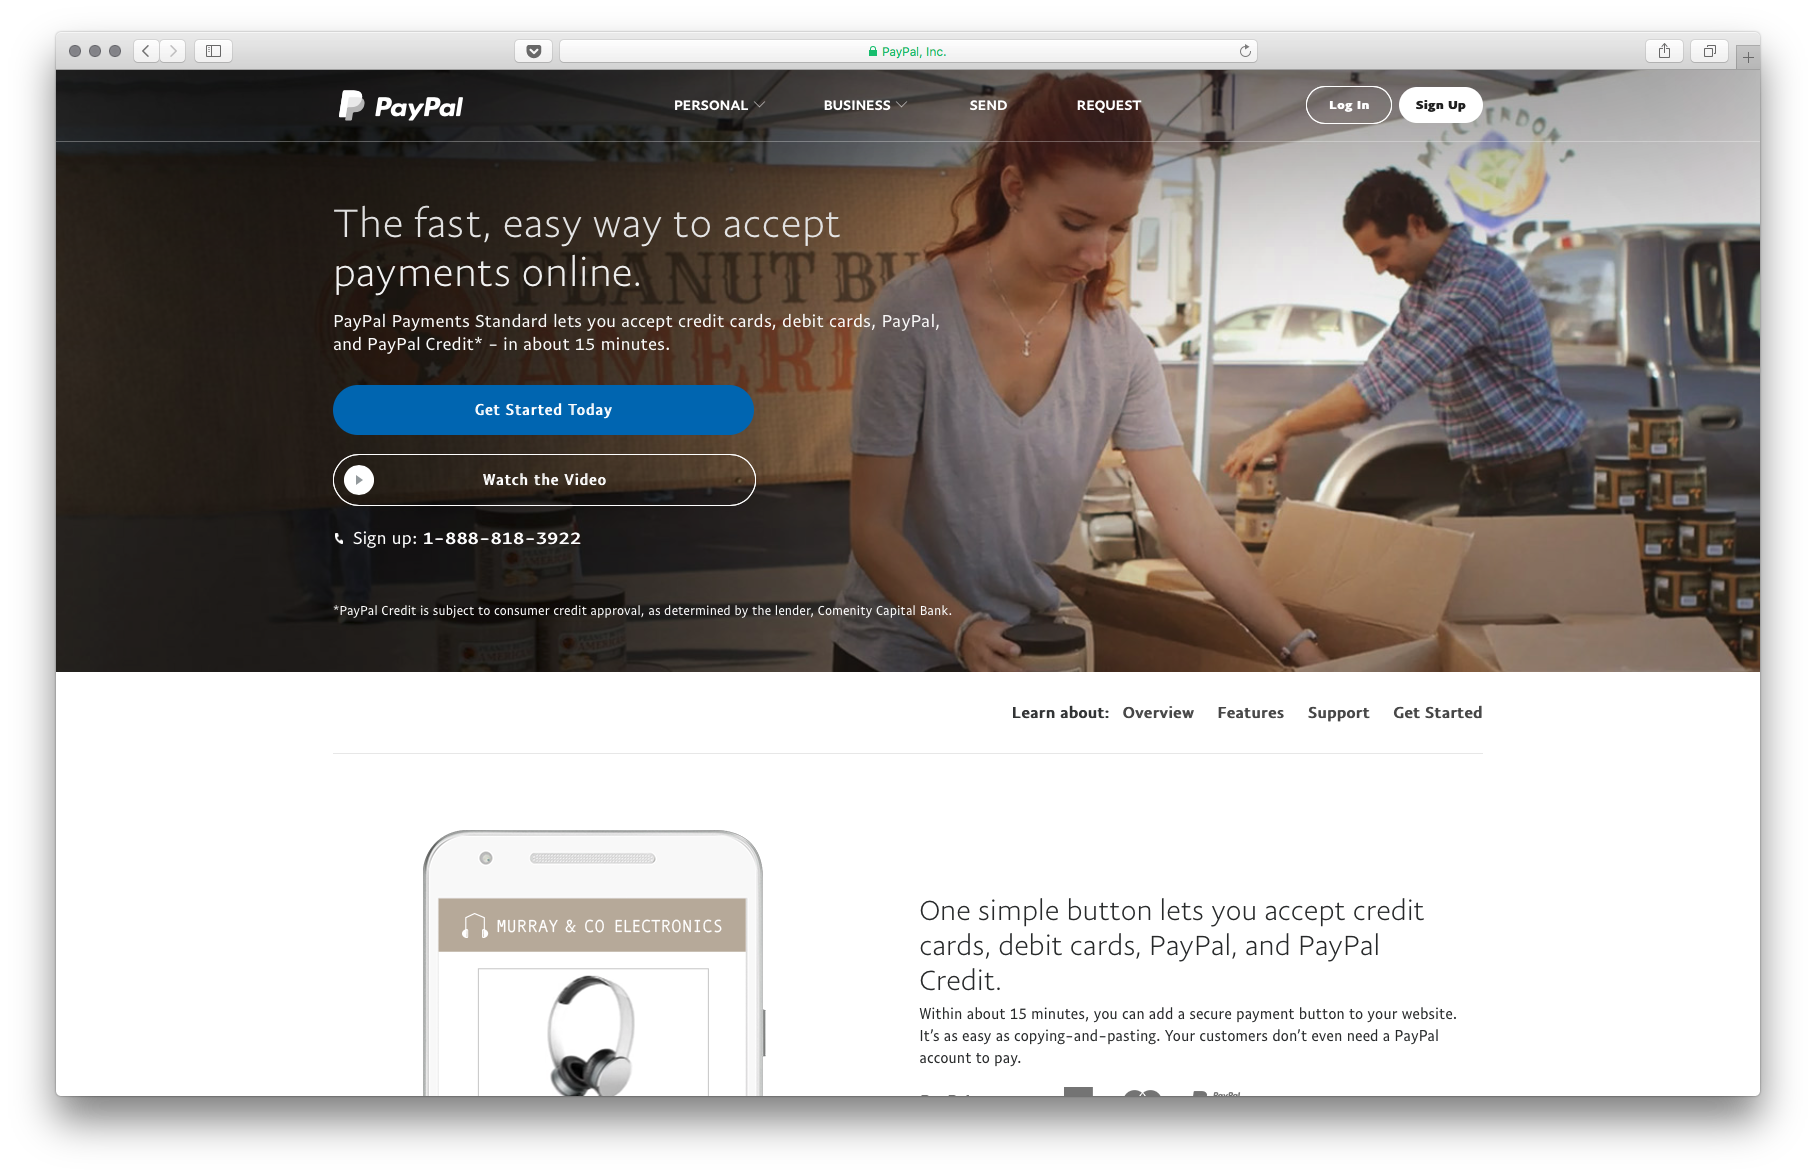 PayPal, Inc.
PayPal
PERSONAL
BUSINESS
SEND
REQUEST
Log In
Sign Up
McCLENDON'S
The fast, easy way to accept
payments online.
PEANUT BU
AMERI
PayPal Payments Standard lets you accept credit cards, debit cards, PayPal,
and PayPal Credit* – in about 15 minutes.
Get Started Today
Watch the Video
Sign up: 1-888-818-3922
*PayPal Credit is subject to consumer credit approval, as determined by the lender, Comenity Capital Bank.
Learn about: Overview Features Support Get Started
MURRAY & CO ELECTRONICS
One simple button lets you accept credit
cards, debit cards, PayPal, and PayPal
Credit.
Within about 15 minutes, you can add a secure payment button to your website.
It’s as easy as copying-and-pasting. Your customers don’t even need a PayPal
account to pay.
PayPal